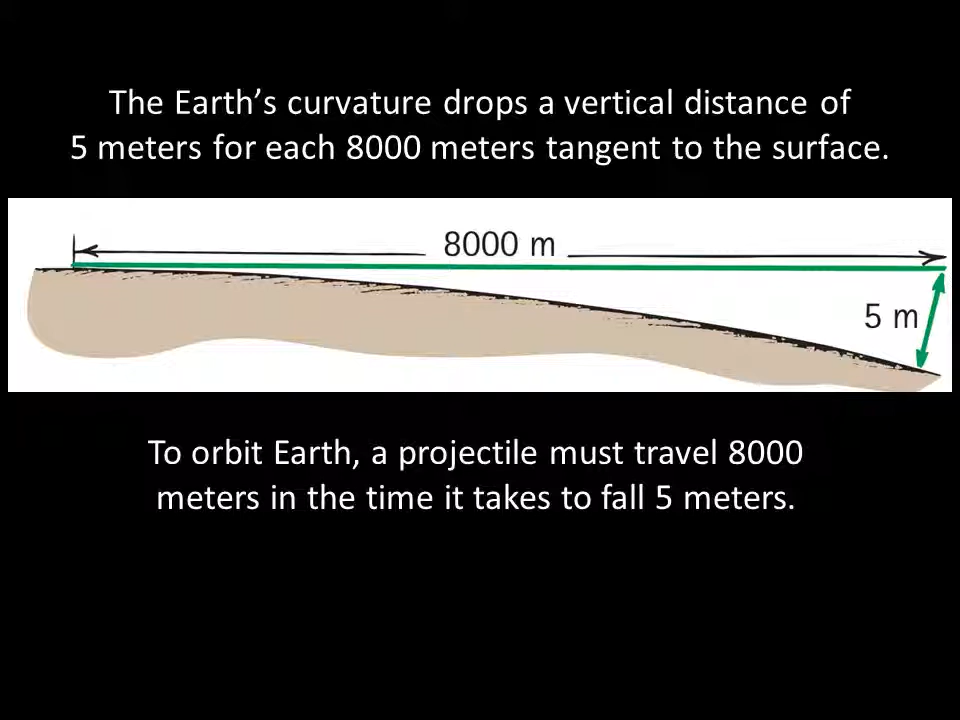 The Earth’s curvature drops a vertical distance of
5 meters for each 8000 meters tangent to the surface.
8000 m
5 m
To orbit Earth, a projectile must travel 8000
meters in the time it takes to fall 5 meters.